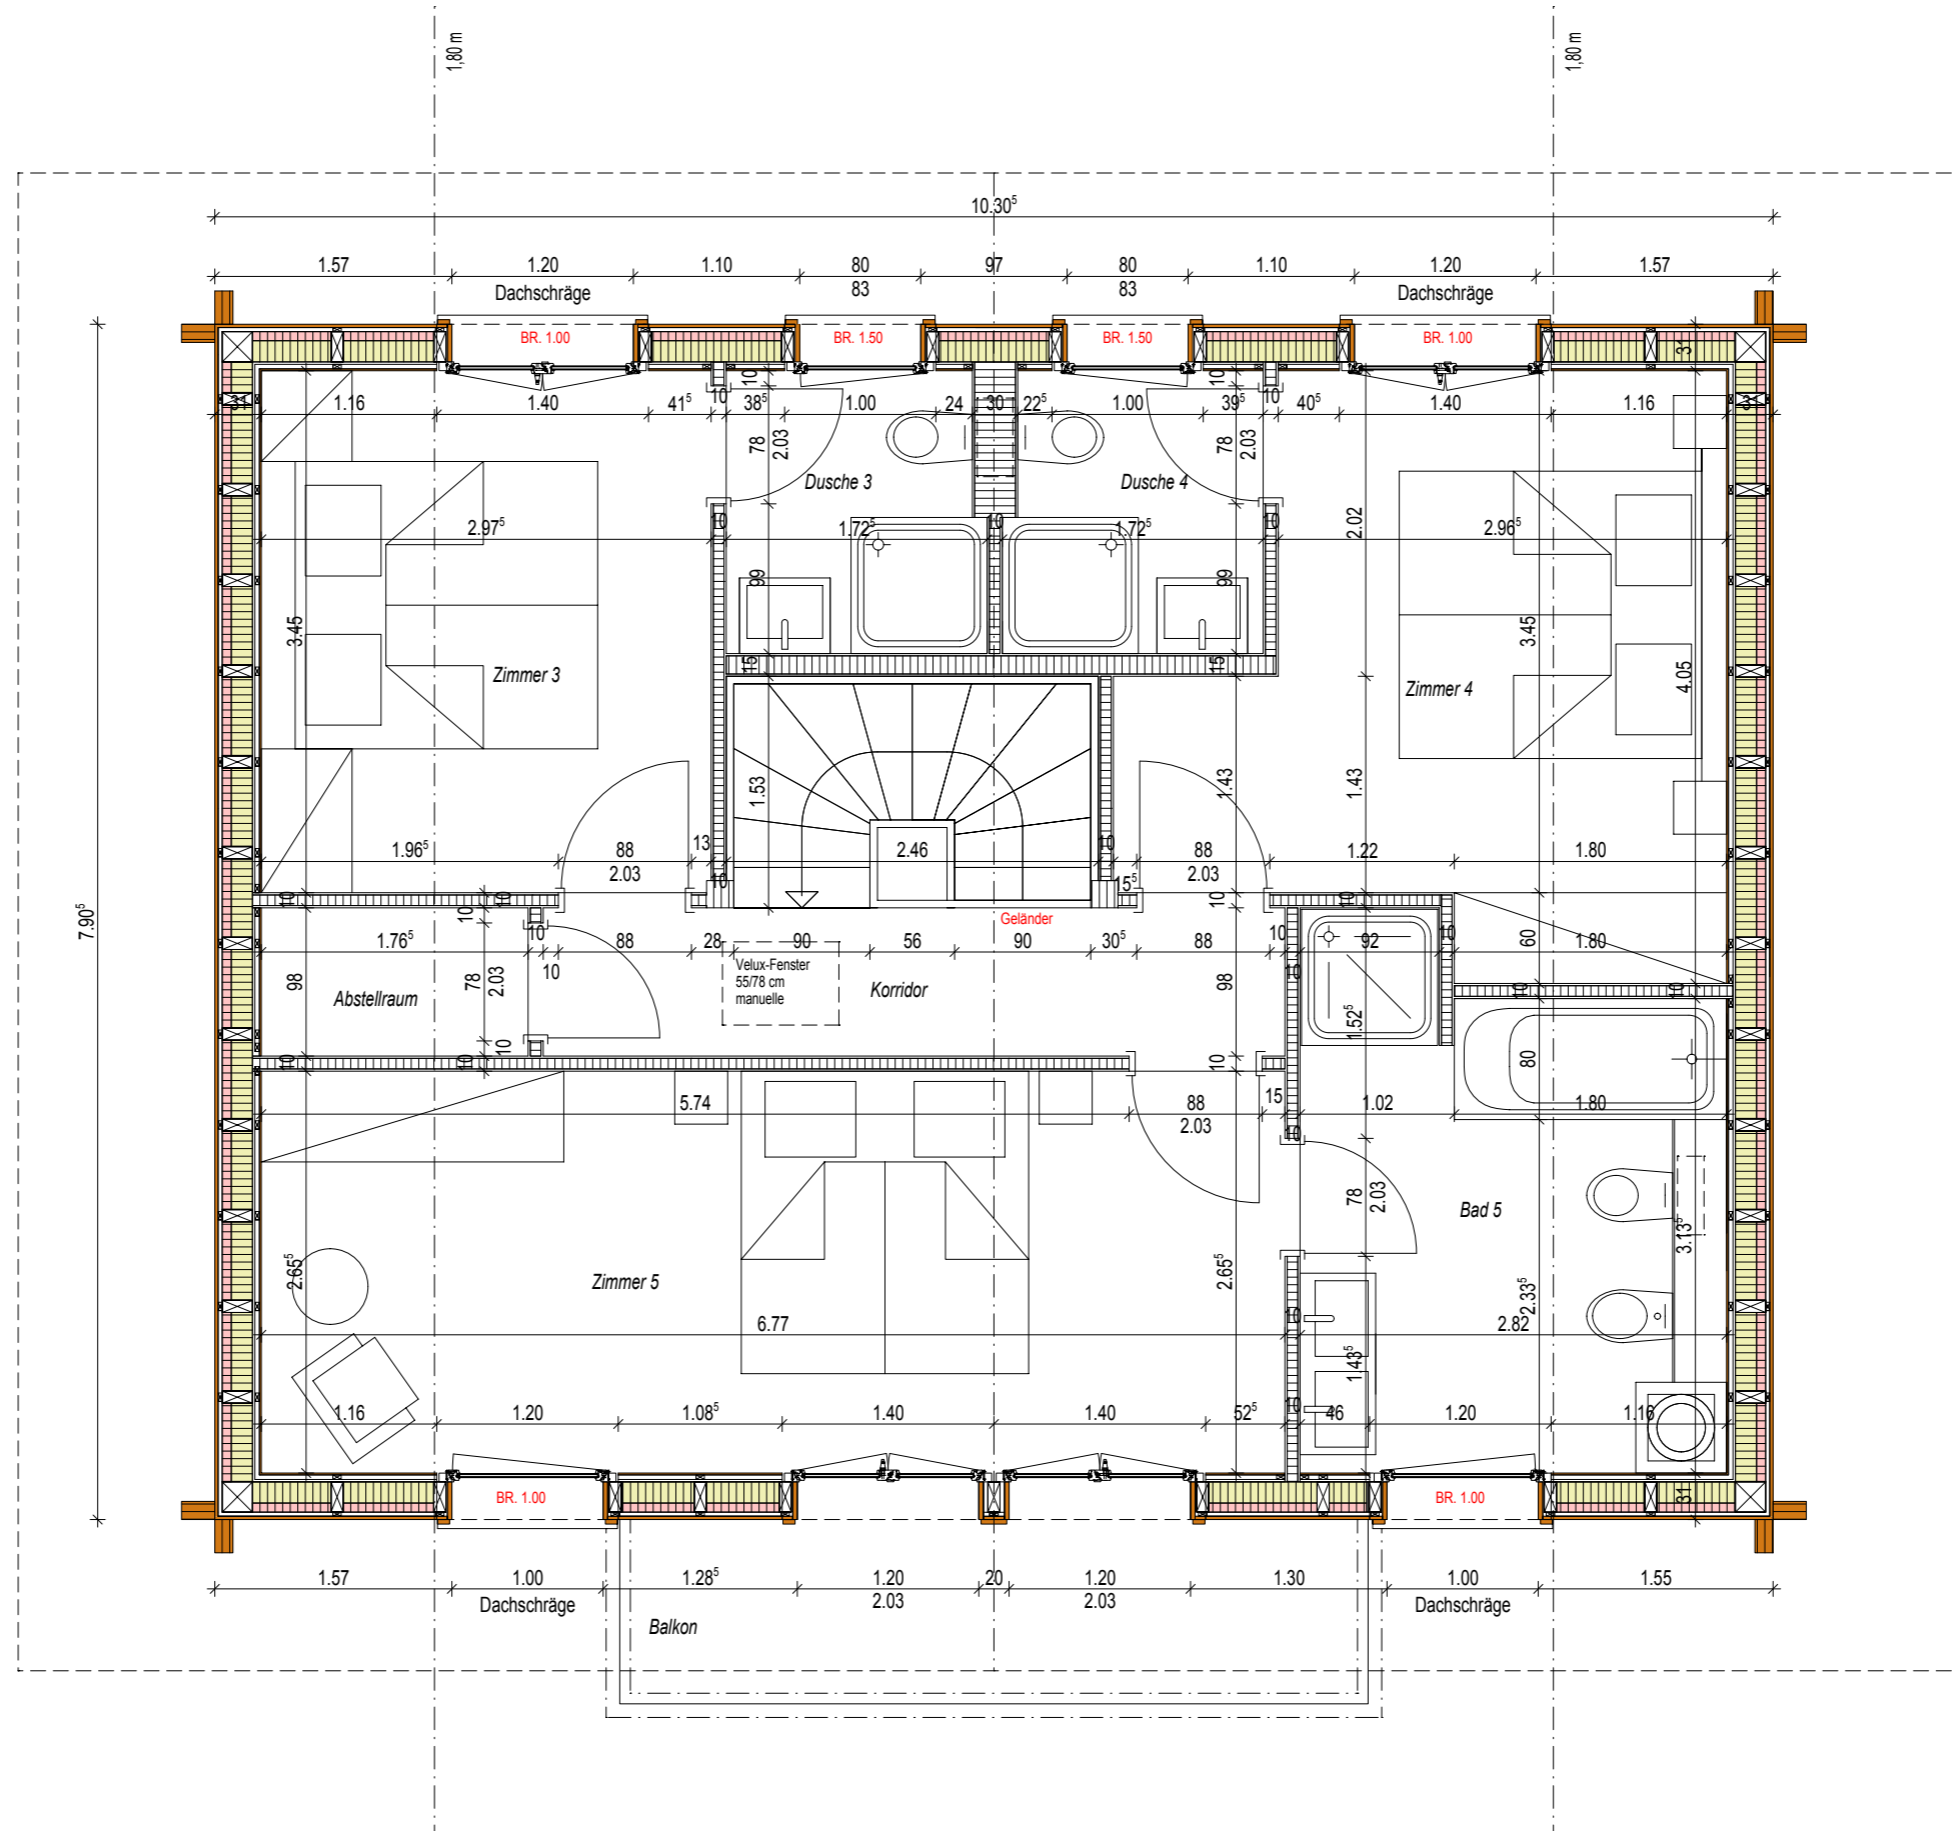 1,80 m
1,80 m
10.30⁵
1.57 1.20 1.10 80 97 80 1.10 1.20 1.57
Dachschräge 83 83 Dachschräge
BR. 1.00 BR. 1.50 BR. 1.50 BR. 1.00
31
10 10
10 10
31 1.16 1.40 41⁵ 38⁵ 1.00 24 30 22⁵ 1.00 39⁵ 40⁵ 1.40 1.16 31
78 2.03 78 2.03
Dusche 3 Dusche 4
2.97⁵ 10 1.72⁵ 10 1.72⁵ 10 2.02 2.96⁵
99 99
3.45 3.45
15 15
Zimmer 3 Zimmer 4 4.05
1.53 1.43 1.43
1.96⁵ 88 13 2.46 10 88 1.22 1.80
2.03 2.03
10 15⁵
10 10 10 10
10 Geländer
7.90⁵
1.76⁵ 10 88 28 90 56 90 30⁵ 88 10 92 10 60 1.80
10 10
Velux-Fenster
55/78 cm
manuelle
98 78 2.03 98
Abstellraum Korridor
10 10
1.52⁵
10 10 10 10
80
5.74 88 15 1.02 1.80
2.03
10
78 2.03
Bad 5
3.13⁵
Zimmer 5
2.65⁵ 2.65⁵ 2.33⁵
6.77 10 2.82
1.43⁵
1.16 1.20 1.08⁵ 1.40 1.40 52⁵ 10 46 1.20 1.16
BR. 1.00 BR. 1.00
31
1.57 1.00 1.28⁵ 1.20 20 1.20 1.30 1.00 1.55
Dachschräge 2.03 2.03 Dachschräge
Balkon